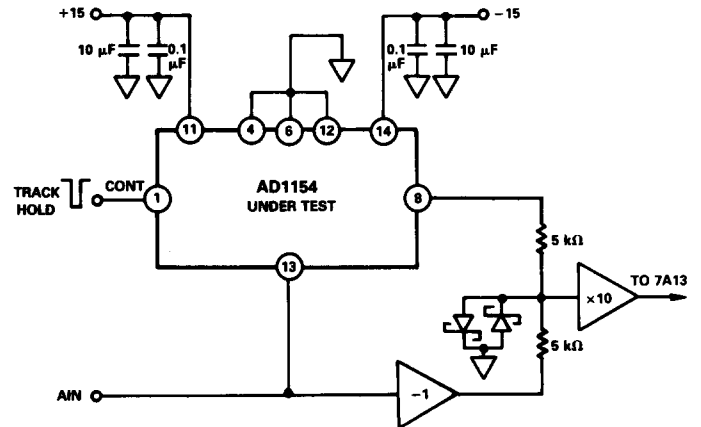 +15
-15
10 µF
0.1
µF
0.1
µF
10 µF
11
4
6
12
14
TRACK
HOLD
CONT
1
AD1154
UNDER TEST
8
13
5 kΩ
×10
TO 7A13
5 kΩ
AIN
-1